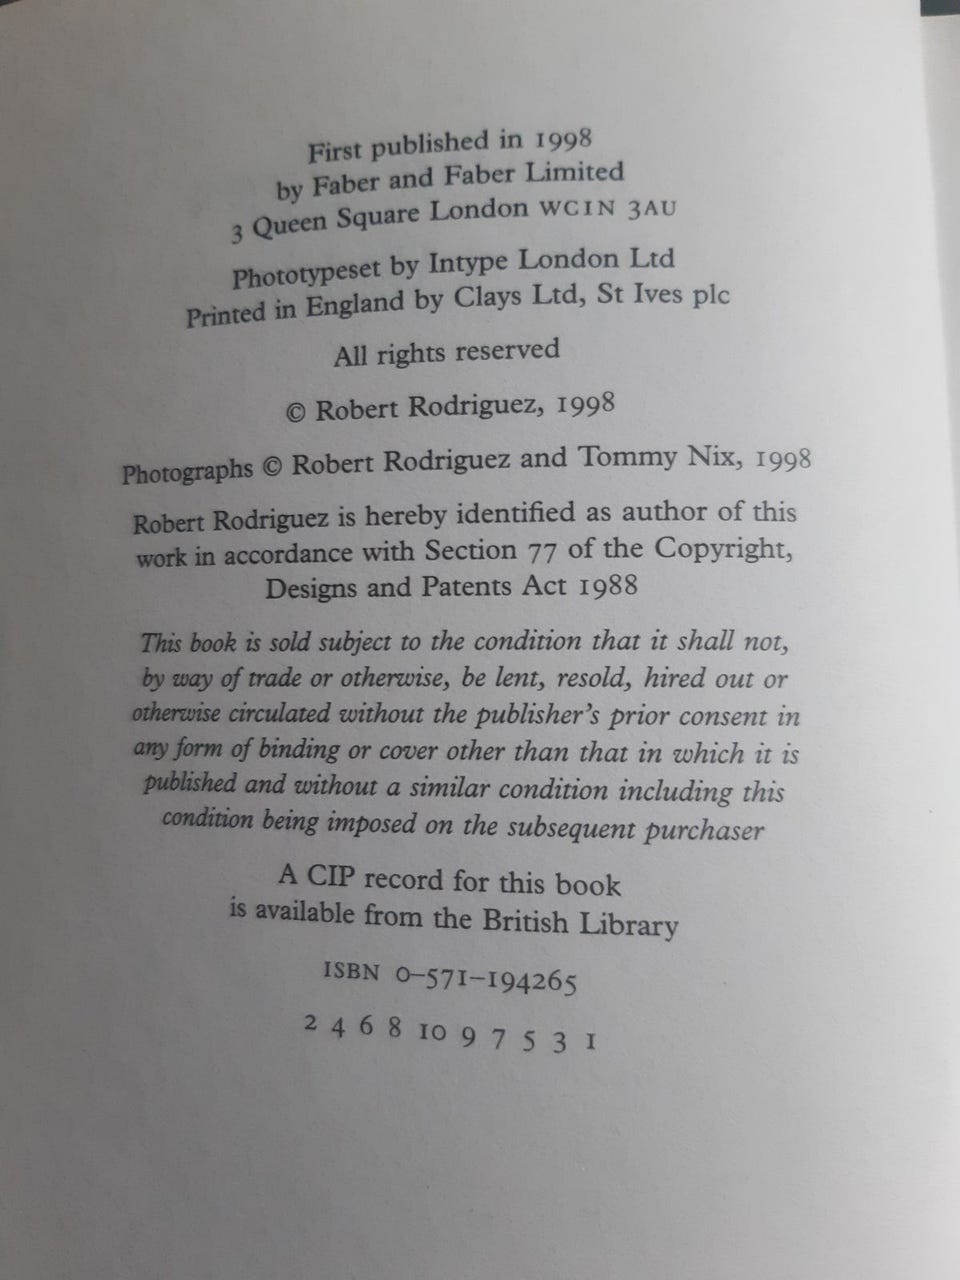 First published in 1998
by Faber and Faber Limited
3 Queen Square London WC1N 3AU
Phototypeset by Intype London Ltd
Printed in England by Clays Ltd, St Ives plc
All rights reserved
© Robert Rodriguez, 1998
Photographs © Robert Rodriguez and Tommy Nix, 1998
Robert Rodriguez is hereby identified as author of this
work in accordance with Section 77 of the Copyright,
Designs and Patents Act 1988
This book is sold subject to the condition that it shall not,
by way of trade or otherwise, be lent, resold, hired out or
otherwise circulated without the publisher's prior consent in
any form of binding or cover other than that in which it is
published and without a similar condition including this
condition being imposed on the subsequent purchaser
A CIP record for this book
is available from the British Library
ISBN 0–571–194265
2 4 6 8 10 9 7 5 3 1